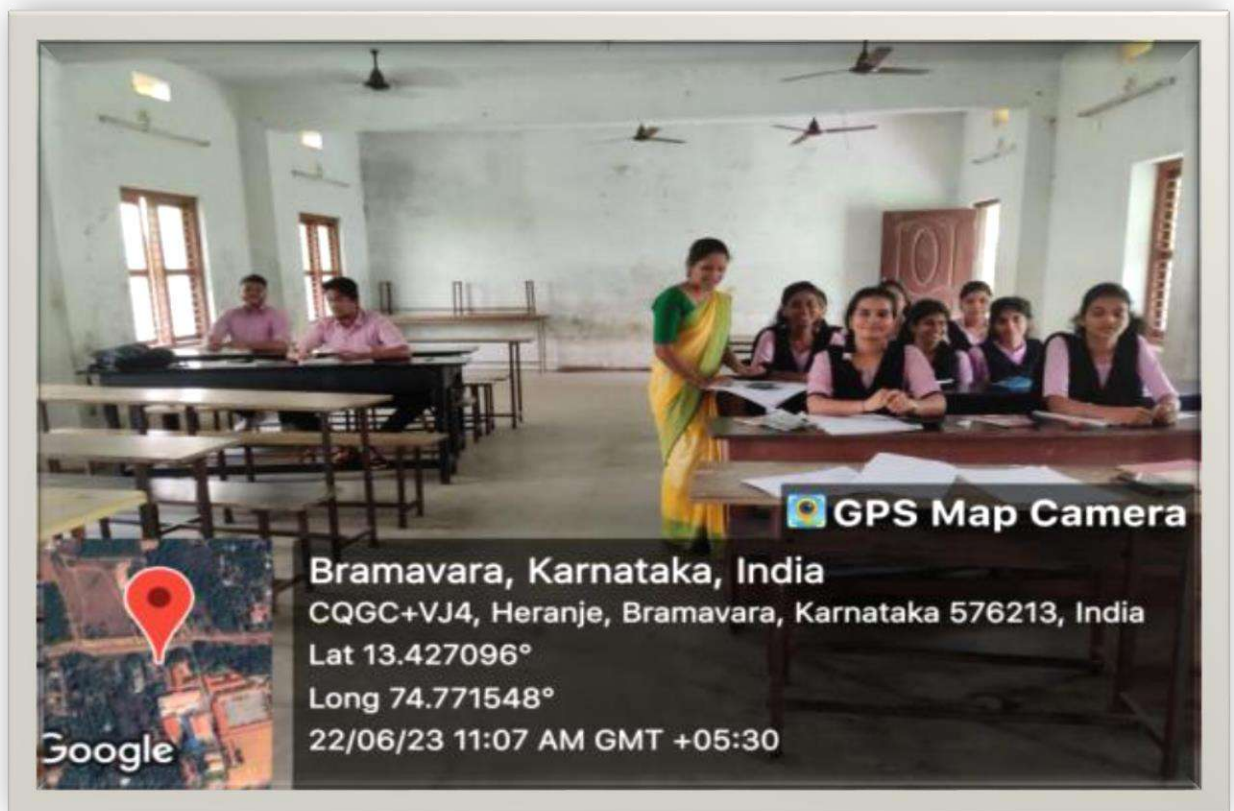 GPS Map Camera
Bramavara, Karnataka, India
CQGC+VJ4, Heranje, Bramavara, Karnataka 576213, India
Lat 13.427096°
Long 74.771548°
22/06/23 11:07 AM GMT +05:30
Google